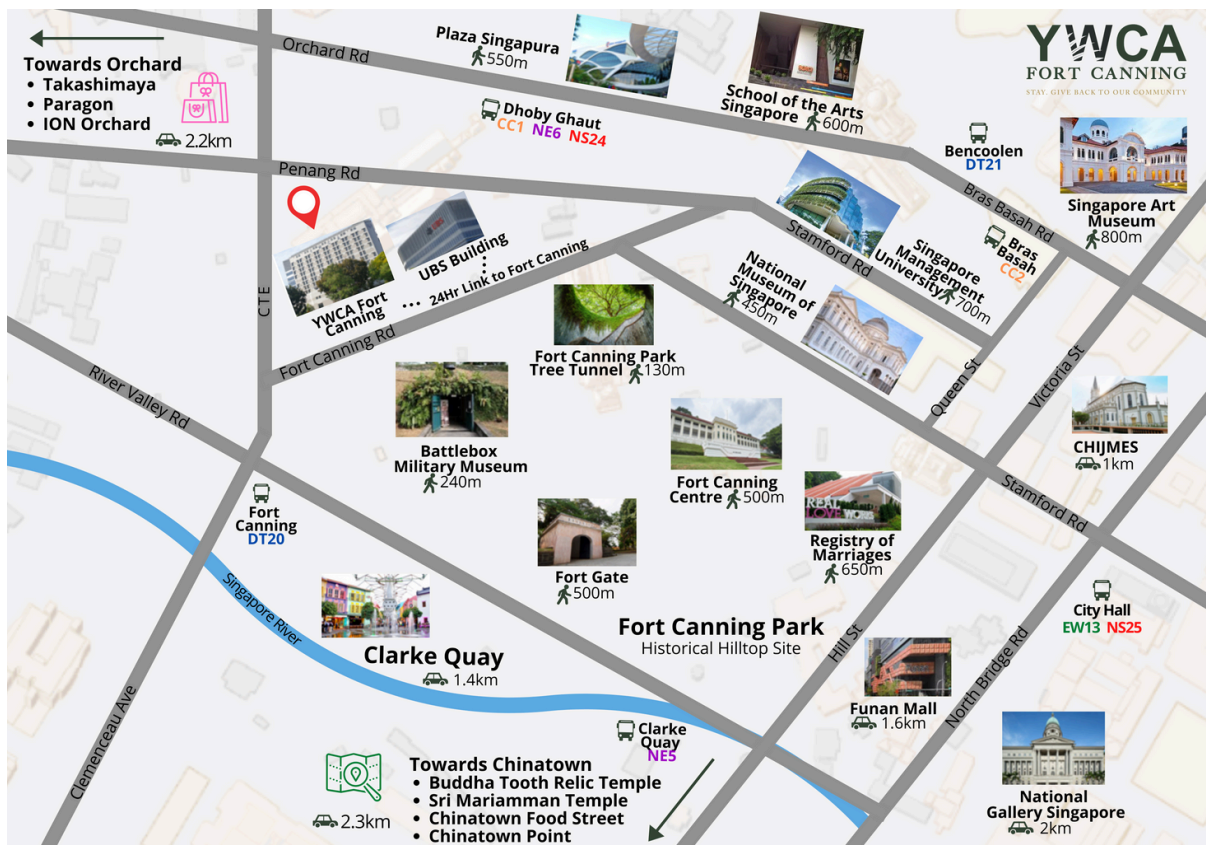 Towards Orchard
• Takashimaya
• Paragon
• ION Orchard
2.2km
Orchard Rd
Plaza Singapura
550m
Dhoby Ghaut
CC1 NE6 NS24
School of the Arts
Singapore
600m
YWCA
FORT CANNING
STAY. GIVE BACK TO OUR COMMUNITY
Bencoolen
DT21
Singapore Art
Museum
800m
Bras Basah Rd
Bras
Basah
CC2
Penang Rd
CTE
YWCA Fort
Canning
UBS
UBS Building
... 24Hr Link to Fort Canning
Fort Canning Rd
Stamford Rd
Singapore
Management
University
700m
National
Museum of
Singapore
450m
Queen St
Victoria St
River Valley Rd
Fort Canning Park
Tree Tunnel 130m
Battlebox
Military Museum
240m
Fort Canning
Centre 500m
CHIJMES
1km
Stamford Rd
Fort
Canning
DT20
Fort Gate
500m
REAL
LOVE WORKS
Registry of
Marriages
650m
Singapore River
Clarke Quay
1.4km
Fort Canning Park
Historical Hilltop Site
Hill St
City Hall
EW13 NS25
North Bridge Rd
Funan Mall
1.6km
Clemenceau Ave
Clarke
Quay
NE5
Towards Chinatown
• Buddha Tooth Relic Temple
• Sri Mariamman Temple
• Chinatown Food Street
• Chinatown Point
2.3km
National
Gallery Singapore
2km